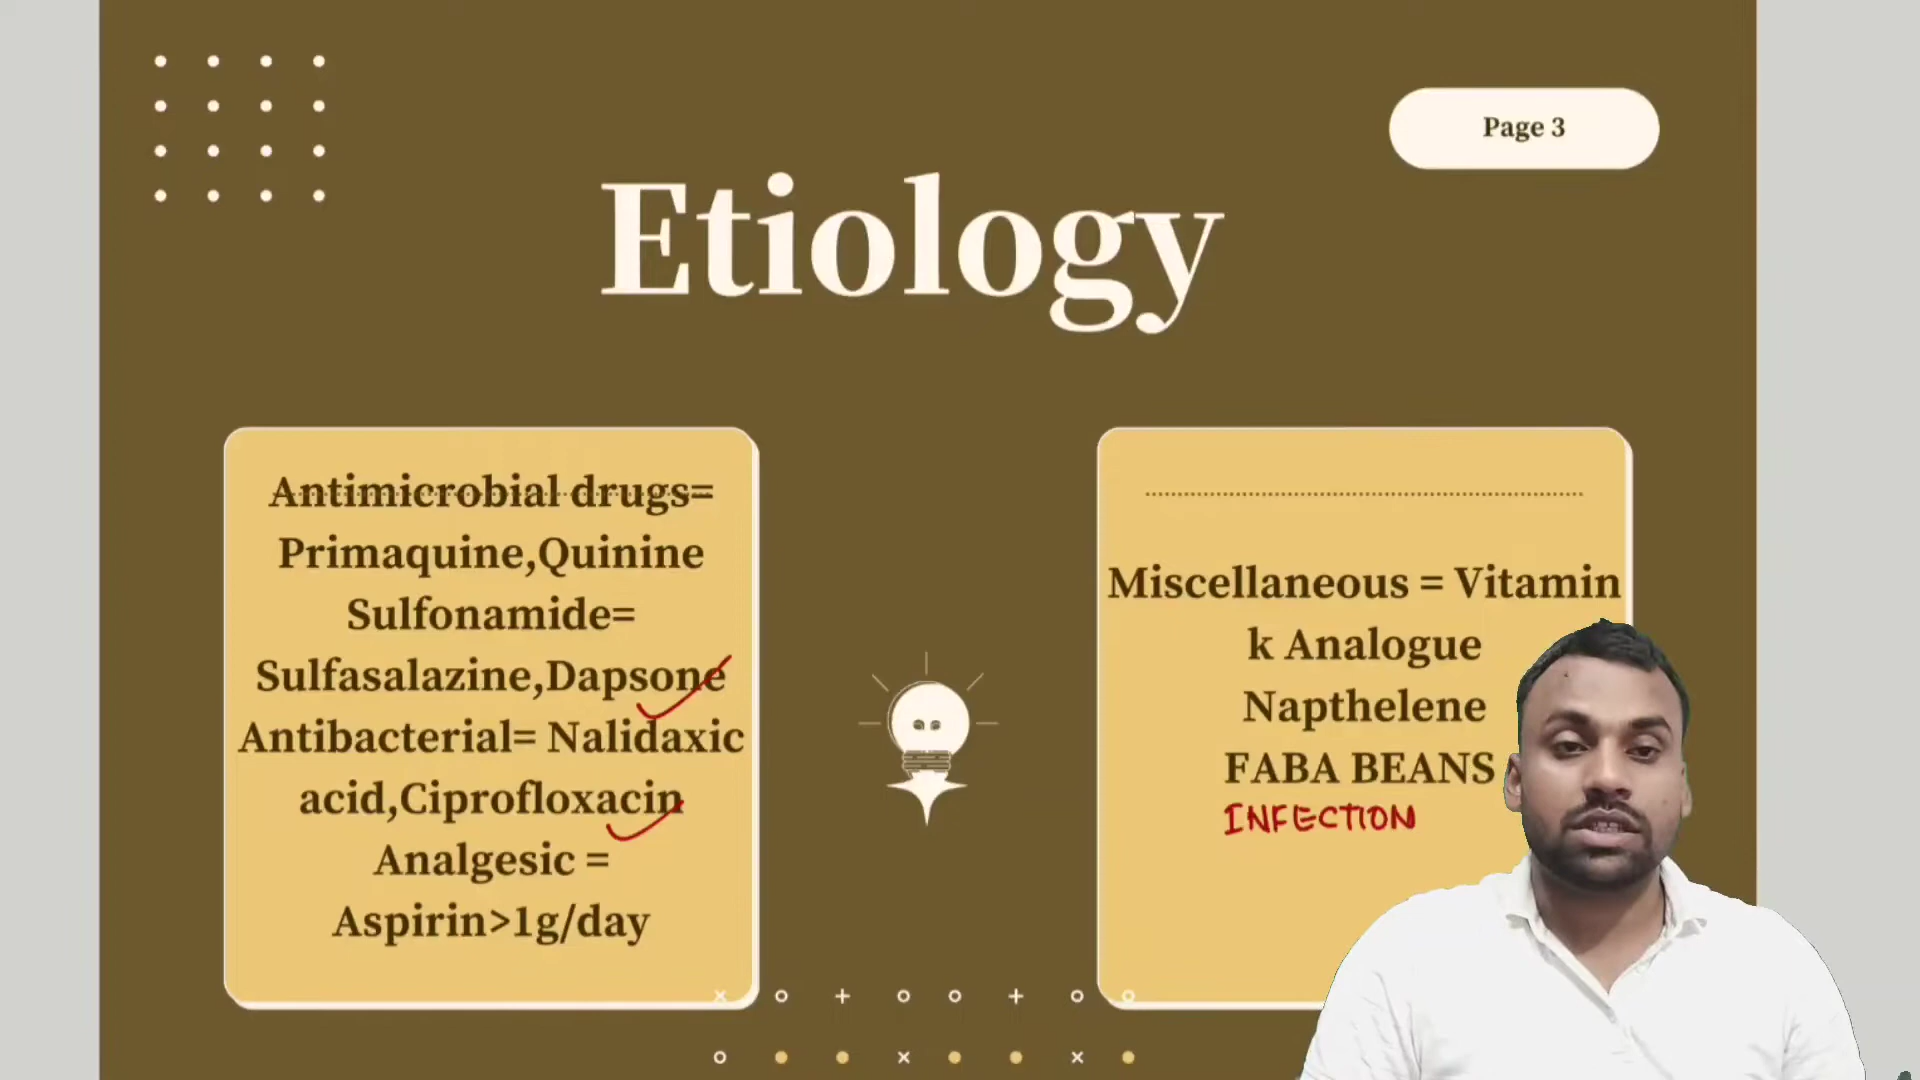 Page 3
Etiology
Antimicrobial drugs=
Primaquine,Quinine
Sulfonamide=
Sulfasalazine,Dapsone
Antibacterial= Nalidaxic
acid,Ciprofloxacin
Analgesic =
Aspirin>1g/day
Miscellaneous = Vitamin
k Analogue
Napthelene
FABA BEANS
INFECTION